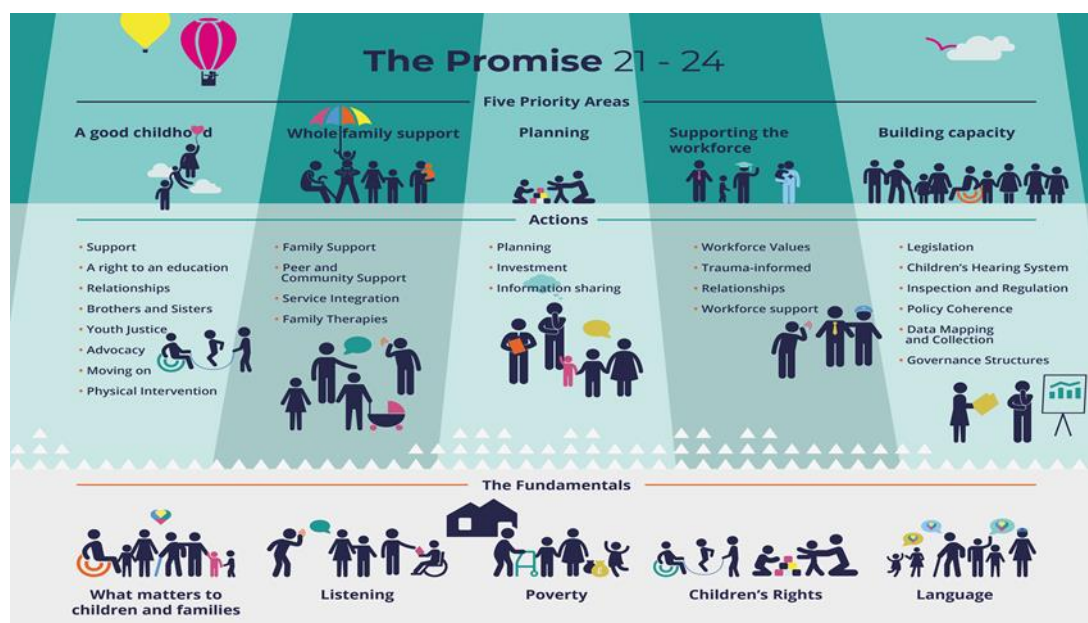 The Promise 21 - 24
Five Priority Areas
A good childhood
Whole family support
Planning
Supporting the
workforce
Building capacity
Actions
• Support
• A right to an education
• Relationships
• Brothers and Sisters
• Youth Justice
• Advocacy
• Moving on
• Physical Intervention
• Family Support
• Peer and
Community Support
• Service Integration
• Family Therapies
• Planning
• Investment
• Information sharing
• Workforce Values
• Trauma-informed
• Relationships
• Workforce support
• Legislation
• Children's Hearing System
• Inspection and Regulation
• Policy Coherence
• Data Mapping
and Collection
• Governance Structures
The Fundamentals
What matters to
children and families
Listening
Poverty
Children's Rights
Language